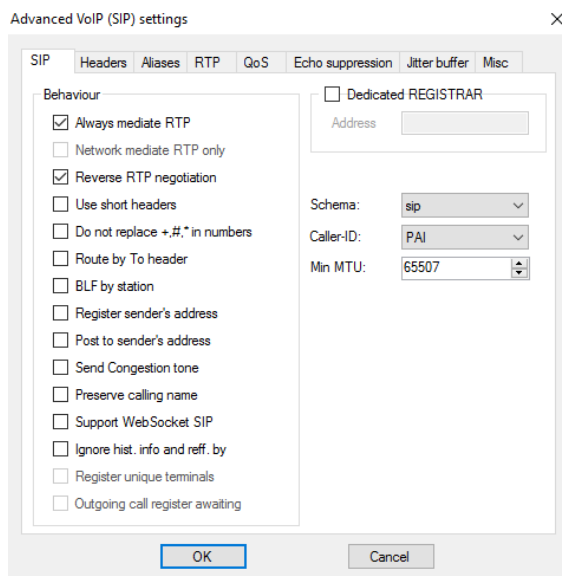 Advanced VoIP (SIP) settings
SIP Headers Aliases RTP QoS Echo suppression Jitter buffer Misc
Behaviour
Always mediate RTP
Network mediate RTP only
Reverse RTP negotiation
Use short headers
Do not replace +,#,* in numbers
Route by To header
BLF by station
Register sender's address
Post to sender's address
Send Congestion tone
Preserve calling name
Support WebSocket SIP
Ignore hist. info and reff. by
Register unique terminals
Outgoing call register awaiting
Dedicated REGISTRAR
Address
Schema: sip
Caller-ID: PAI
Min MTU: 65507
OK Cancel